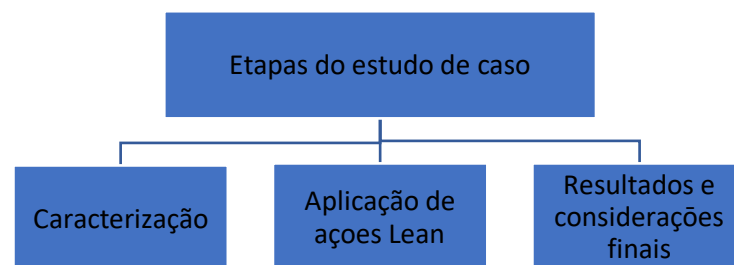 Etapas do estudo de caso
Caracterização
Aplicação de
açoes Lean
Resultados e
considerações
finais